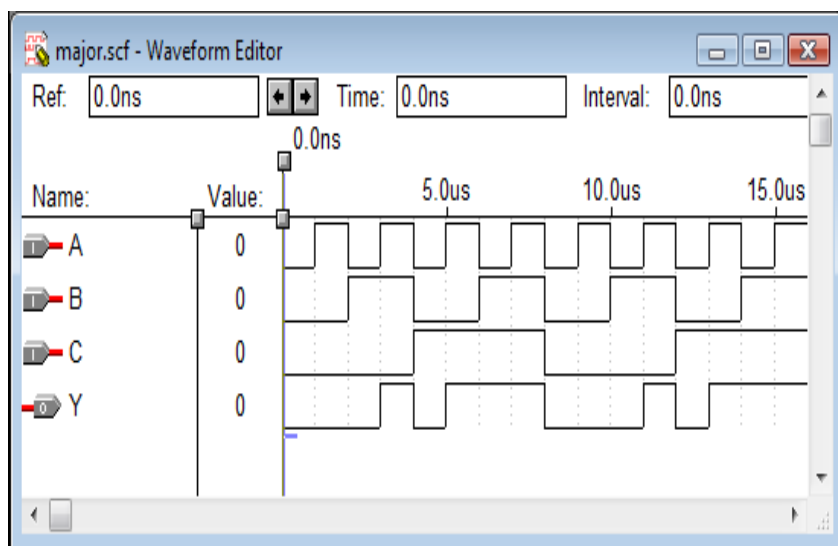 major.scf - Waveform Editor
Ref: 0.0ns Time: 0.0ns Interval: 0.0ns
0.0ns
5.0us 10.0us 15.0us
Name: Value:
I A 0
I B 0
I C 0
O Y 0